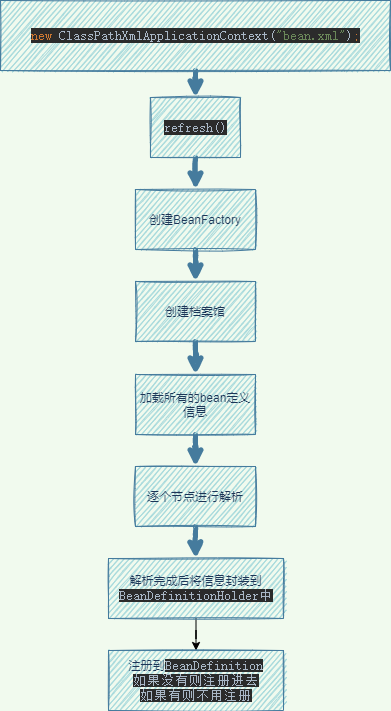 new ClassPathXmlApplicationContext("bean.xml");
refresh()
创建BeanFactory
创建档案馆
加载所有的bean定义
信息
逐个节点进行解析
解析完成后将信息封装到
BeanDefinitionHolder中
注册到BeanDefinition
如果没有则注册进去
如果有则不用注册